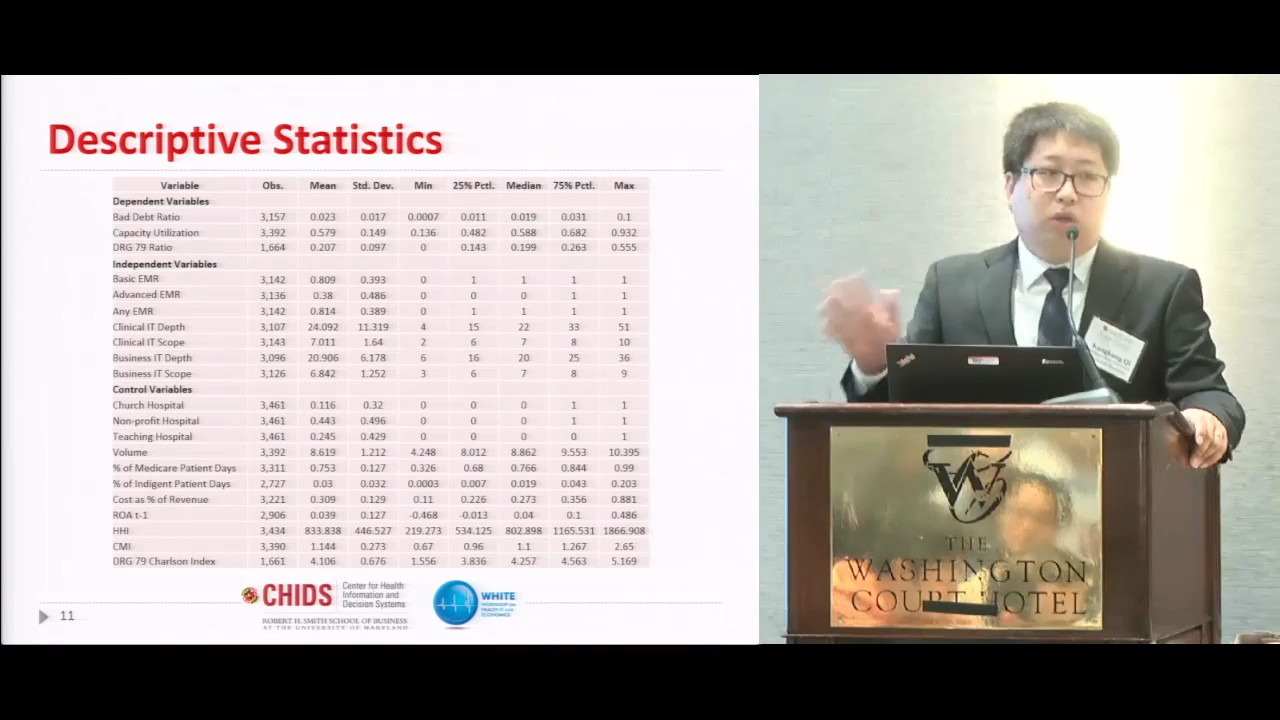 Descriptive Statistics
Variable Obs. Mean Std. Dev. Min 25% Pctl. Median 75% Pctl. Max
Dependent Variables
Bad Debt Ratio 3,157 0.023 0.017 0.0007 0.011 0.019 0.031 0.1
Capacity Utilization 3,392 0.579 0.149 0.136 0.482 0.588 0.682 0.932
DRG 79 Ratio 1,664 0.207 0.097 0 0.143 0.199 0.263 0.555
Independent Variables
Basic EMR 3,142 0.809 0.393 0 1 1 1 1
Advanced EMR 3,136 0.38 0.486 0 0 0 1 1
Any EMR 3,142 0.814 0.389 0 1 1 1 1
Clinical IT Depth 3,107 24.092 11.319 4 15 22 33 51
Clinical IT Scope 3,143 7.011 1.64 2 6 7 8 10
Business IT Depth 3,096 20.906 6.178 6 16 20 25 36
Business IT Scope 3,126 6.842 1.252 3 6 7 8 9
Control Variables
Church Hospital 3,461 0.116 0.32 0 0 0 1 1
Non-profit Hospital 3,461 0.443 0.496 0 0 0 1 1
Teaching Hospital 3,461 0.245 0.429 0 0 0 0 1
Volume 3,392 8.619 1.212 4.248 8.012 8.862 9.553 10.395
% of Medicare Patient Days 3,311 0.753 0.127 0.326 0.68 0.766 0.844 0.99
% of Indigent Patient Days 2,727 0.03 0.032 0.0003 0.007 0.019 0.043 0.203
Cost as % of Revenue 3,221 0.309 0.129 0.11 0.226 0.273 0.356 0.881
ROA t-1 2,906 0.039 0.127 -0.468 -0.013 0.04 0.1 0.486
HHI 3,434 833.838 446.527 219.273 534.125 802.898 1165.531 1866.908
CMI 3,390 1.144 0.273 0.67 0.96 1.1 1.267 2.65
DRG 79 Charlson Index 1,661 4.106 0.676 1.556 3.836 4.257 4.563 5.169
CHIDS
Center for Health
Information and
Decision Systems
ROBERT H. SMITH SCHOOL OF BUSINESS
AT THE UNIVERSITY OF MARYLAND
WHITE
WORKSHOP ON
HEALTH IT AND
ECONOMICS
11
ThinkPad
THE
WASHINGTON
COURT HOTEL